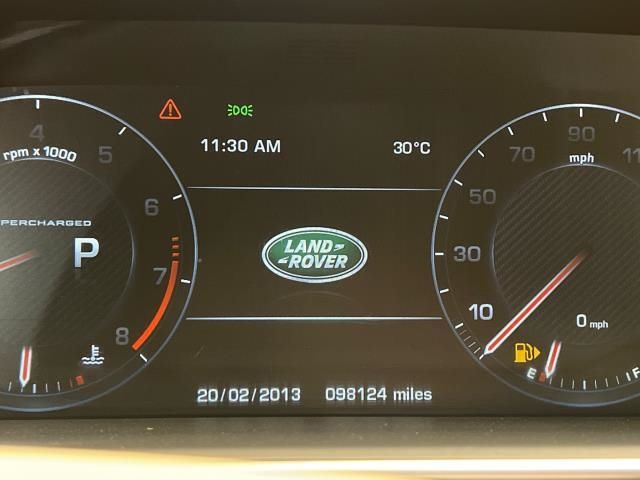 11:30 AM 30°C
4 5 6 7 8
rpm x 1000
PERCHARGED
P
LAND
ROVER
10 30 50 70 90 11
mph
0 mph
E F
20/02/2013 098124 miles